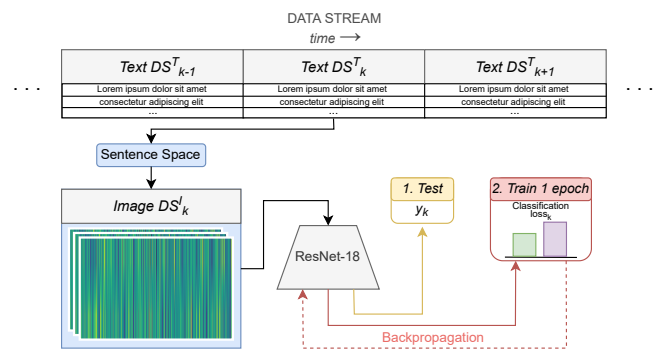 DATA STREAM
time →
. . .
Text DS^T_{k-1}
Text DS^T_k
Text DS^T_{k+1}
. . .
Lorem ipsum dolor sit amet
Lorem ipsum dolor sit amet
Lorem ipsum dolor sit amet
consectetur adipiscing elit
consectetur adipiscing elit
consectetur adipiscing elit
...
...
...
Sentence Space
Image DS^I_k
1. Test
y_k
2. Train 1 epoch
Classification
loss_k
ResNet-18
Backpropagation